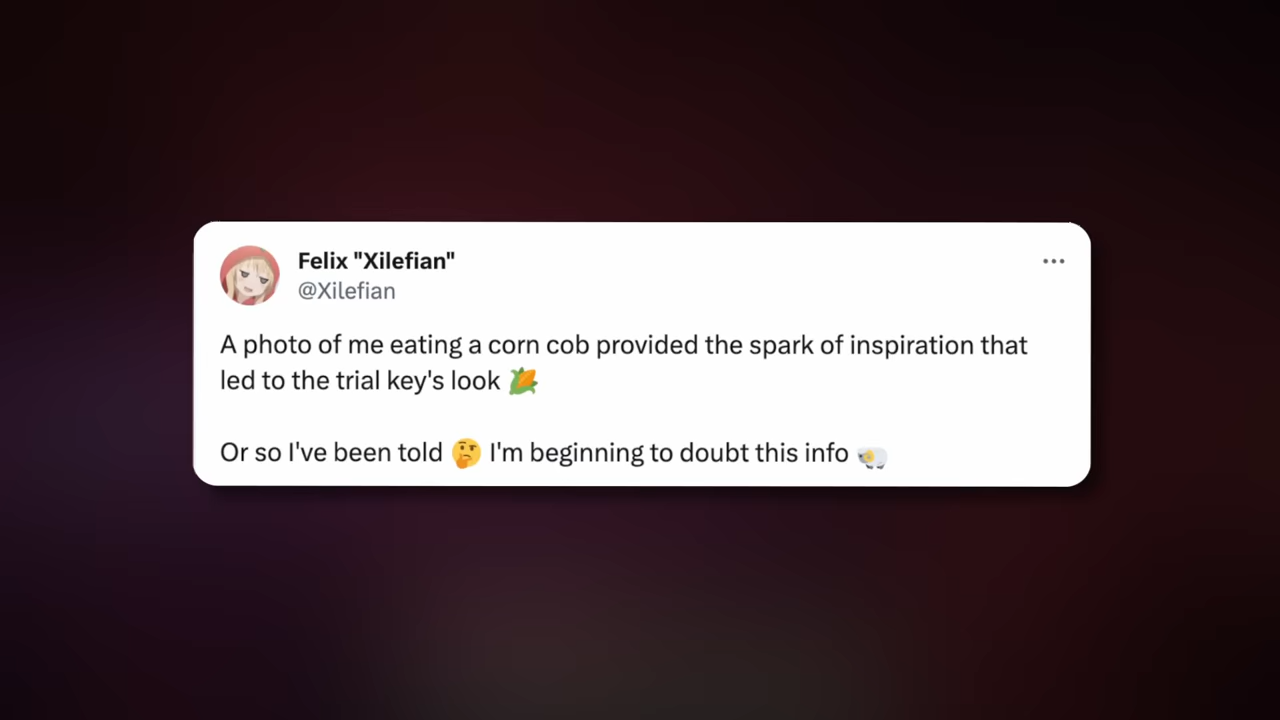 Felix "Xilefian"
@Xilefian
A photo of me eating a corn cob provided the spark of inspiration that
led to the trial key's look 🌽
Or so I've been told 🤔 I'm beginning to doubt this info 🐑